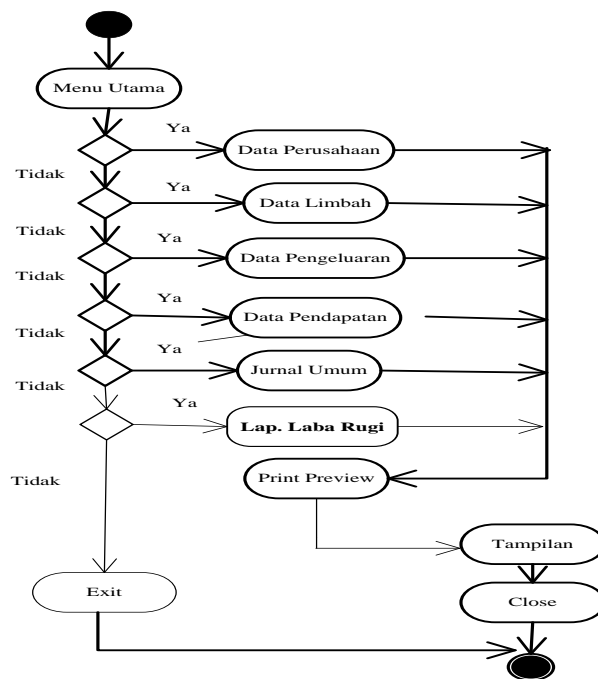 Menu Utama
Ya
Data Perusahaan
Tidak
Ya
Data Limbah
Tidak
Ya
Data Pengeluaran
Tidak
Ya
Data Pendapatan
Tidak
Ya
Jurnal Umum
Tidak
Ya
Lap. Laba Rugi
Tidak
Print Preview
Tampilan
Exit
Close